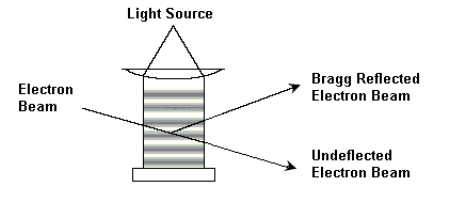 Light Source
Electron
Beam
Bragg Reflected
Electron Beam
Undeflected
Electron Beam